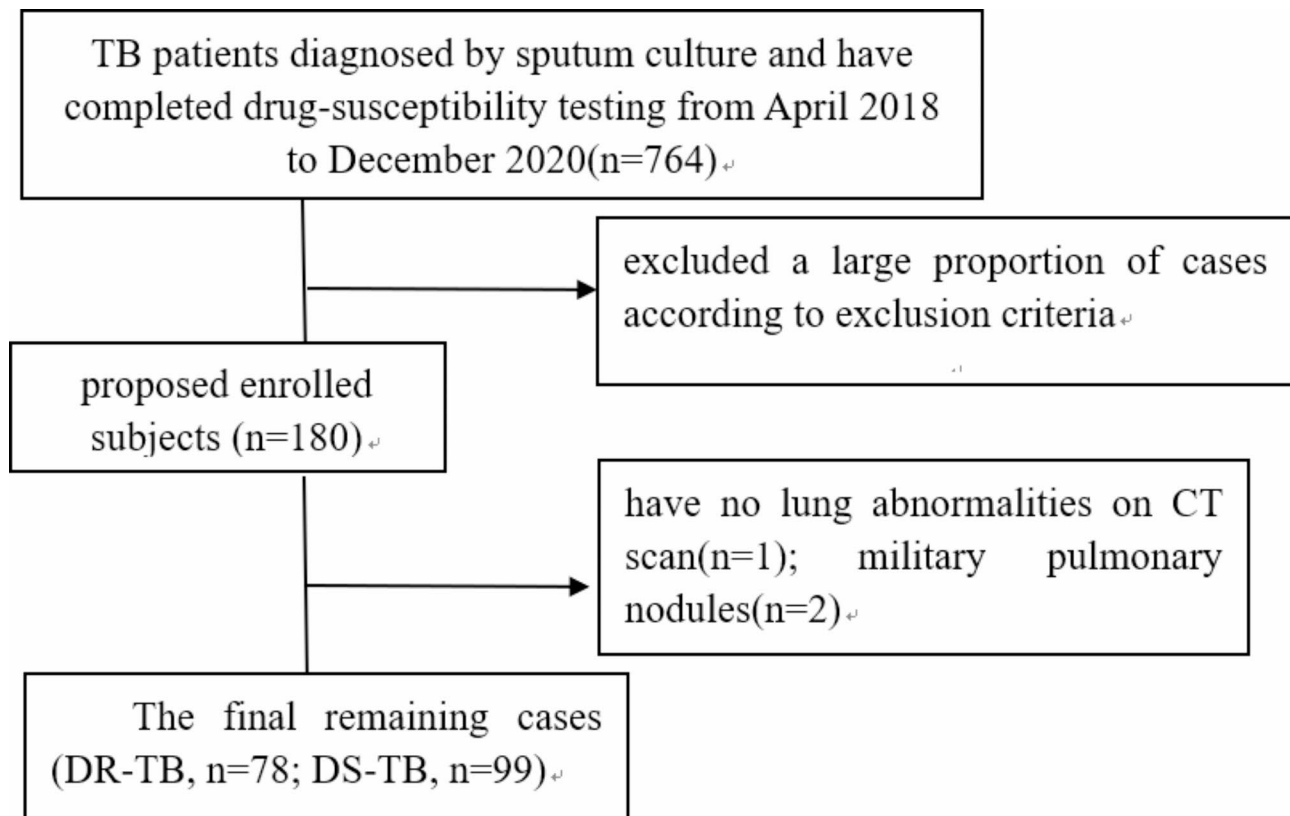 TB patients diagnosed by sputum culture and have
completed drug-susceptibility testing from April 2018
to December 2020(n=764)
excluded a large proportion of cases
according to exclusion criteria
proposed enrolled
subjects (n=180)
have no lung abnormalities on CT
scan(n=1); military pulmonary
nodules(n=2)
The final remaining cases
(DR-TB, n=78; DS-TB, n=99)